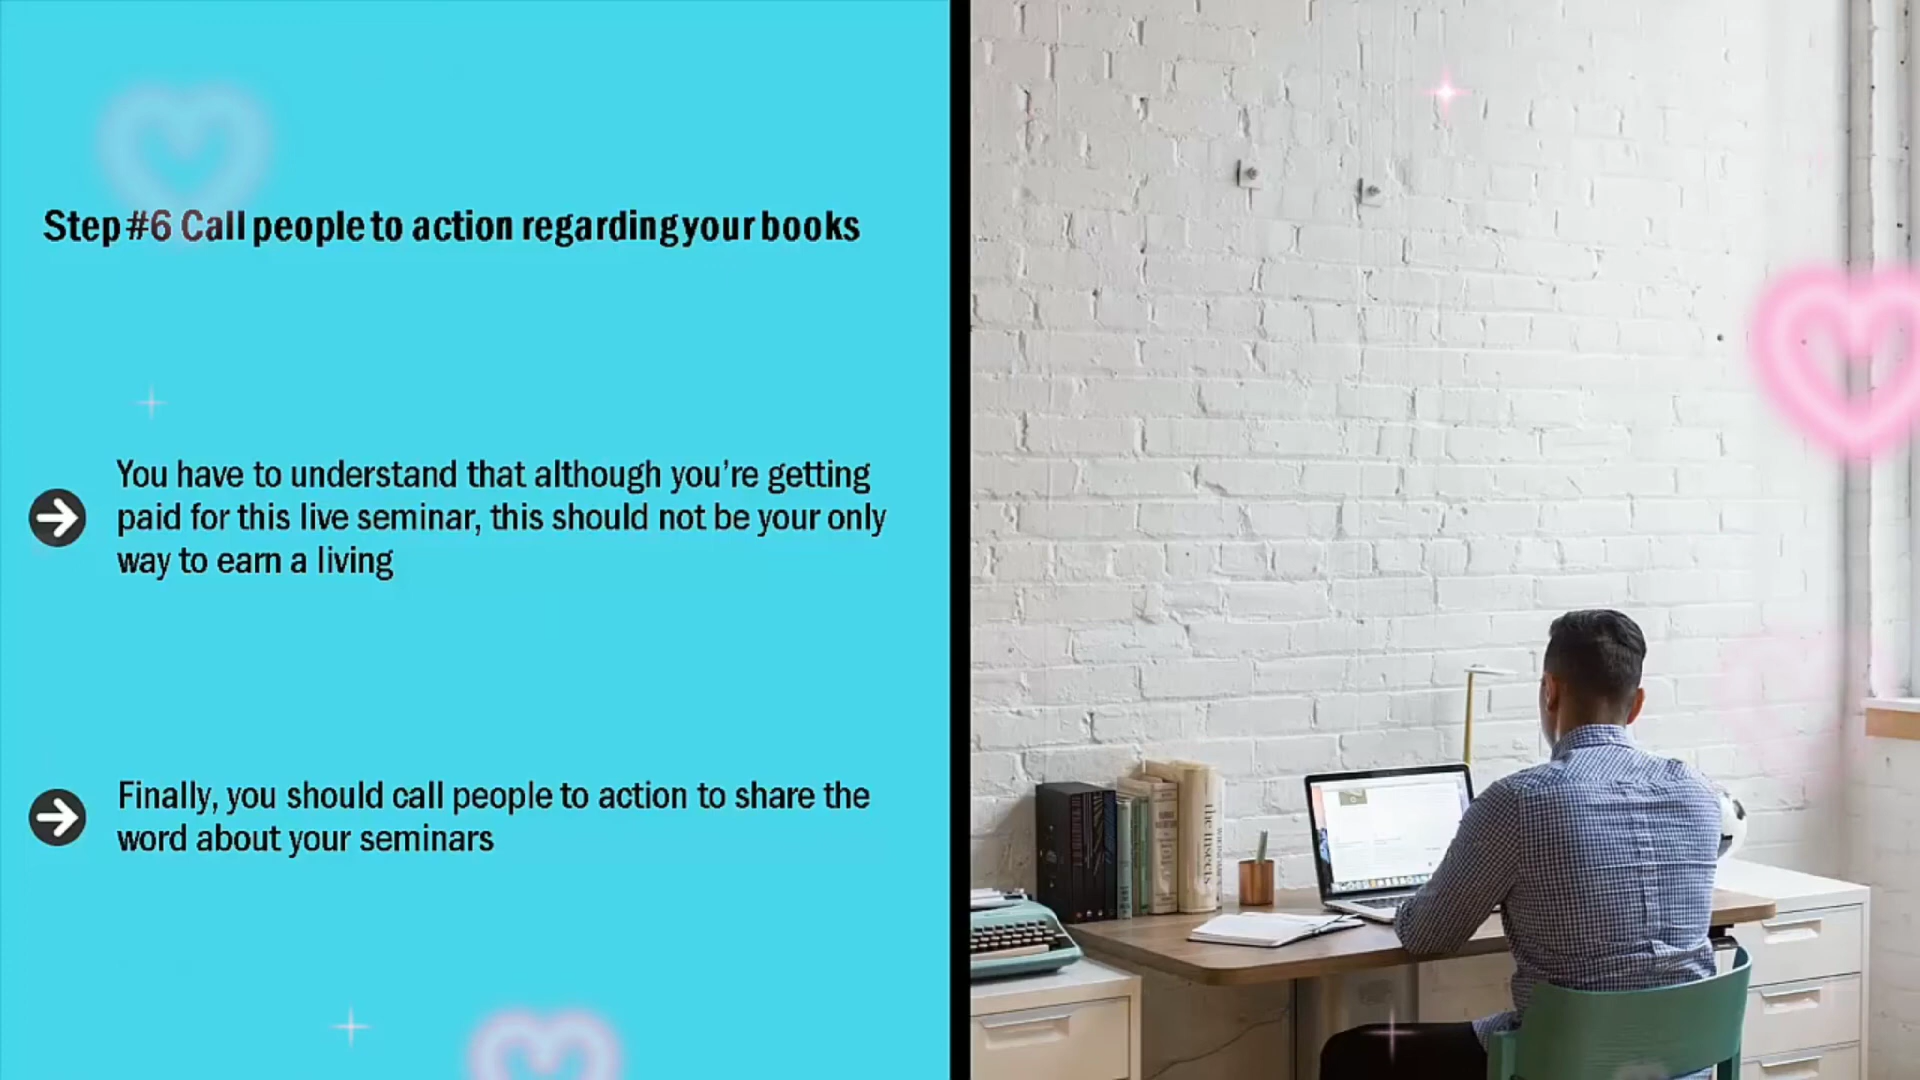 Step #6 Call people to action regarding your books
You have to understand that although you're getting
paid for this live seminar, this should not be your only
way to earn a living
Finally, you should call people to action to share the
word about your seminars
the insects